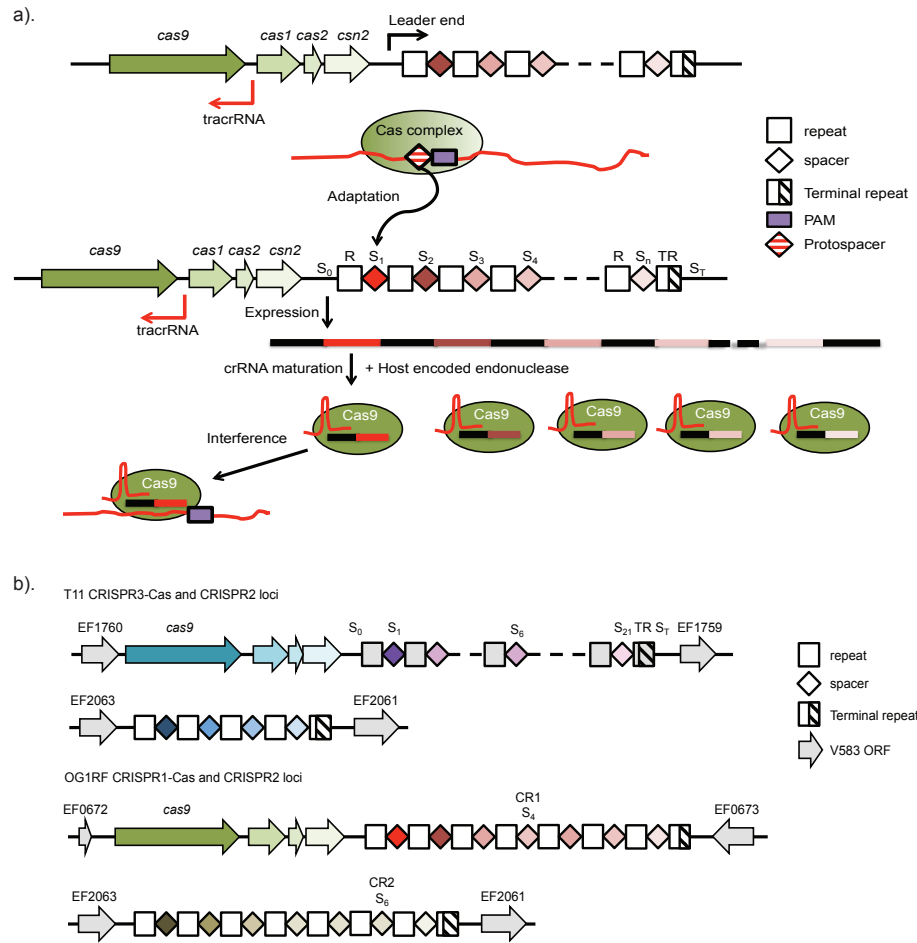 a).
Leader end
cas9
cas1
cas2
csn2
tracrRNA
Cas complex
Adaptation
repeat
spacer
Terminal repeat
PAM
Protospacer
cas9
cas1
cas2
csn2
S0
R
S1
S2
S3
S4
R
Sn
TR
ST
tracrRNA
Expression
crRNA maturation
+ Host encoded endonuclease
Interference
Cas9
Cas9
Cas9
Cas9
Cas9
Cas9
b).
T11 CRISPR3-Cas and CRISPR2 loci
EF1760
cas9
S0
S1
S6
S21
TR
ST
EF1759
EF2063
EF2061
repeat
spacer
Terminal repeat
V583 ORF
OG1RF CRISPR1-Cas and CRISPR2 loci
EF0672
cas9
CR1
S4
EF0673
EF2063
CR2
S6
EF2061